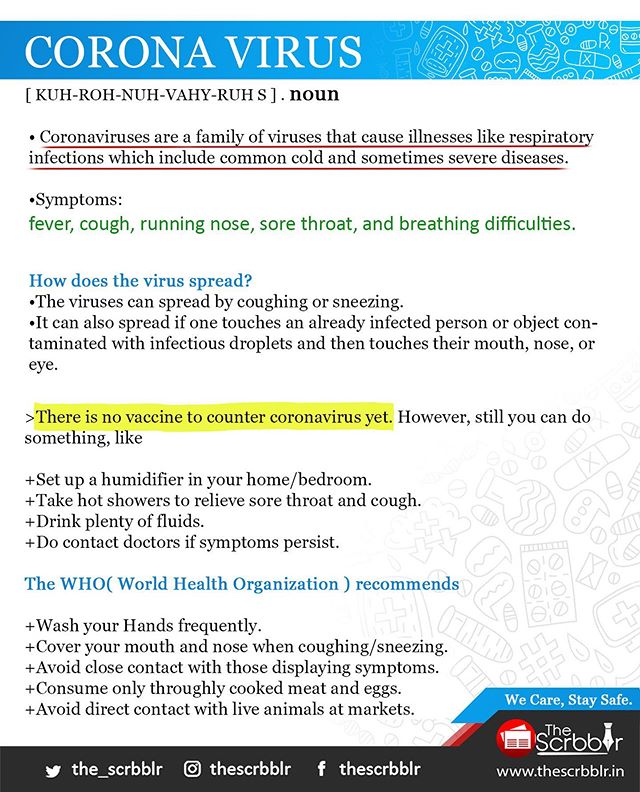 CORONA VIRUS
[ KUH-ROH-NUH-VAHY-RUH S ] . noun
• Coronaviruses are a family of viruses that cause illnesses like respiratory
infections which include common cold and sometimes severe diseases.
•Symptoms:
fever, cough, running nose, sore throat, and breathing difficulties.
How does the virus spread?
•The viruses can spread by coughing or sneezing.
•It can also spread if one touches an already infected person or object con-
taminated with infectious droplets and then touches their mouth, nose, or
eye.
>There is no vaccine to counter coronavirus yet. However, still you can do
something, like
+Set up a humidifier in your home/bedroom.
+Take hot showers to relieve sore throat and cough.
+Drink plenty of fluids.
+Do contact doctors if symptoms persist.
The WHO( World Health Organization ) recommends
+Wash your Hands frequently.
+Cover your mouth and nose when coughing/sneezing.
+Avoid close contact with those displaying symptoms.
+Consume only throughly cooked meat and eggs.
+Avoid direct contact with live animals at markets.
We Care, Stay Safe.
The
Scrbblr
the_scrbblr thescrbblr thescrbblr
www.thescrbblr.in